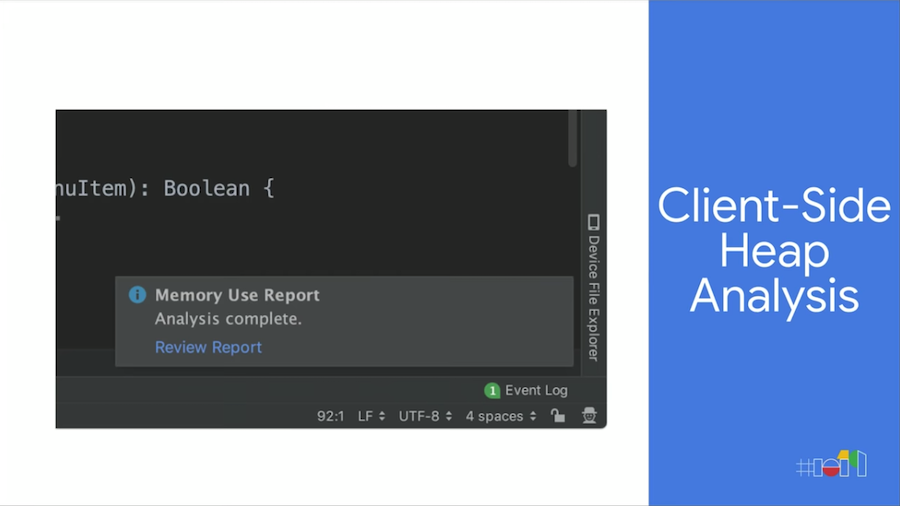 nuItem): Boolean {
Memory Use Report
Analysis complete.
Review Report
Device File Explorer
1 Event Log
92:1 LF UTF-8 4 spaces
Client-Side
Heap
Analysis
#io19